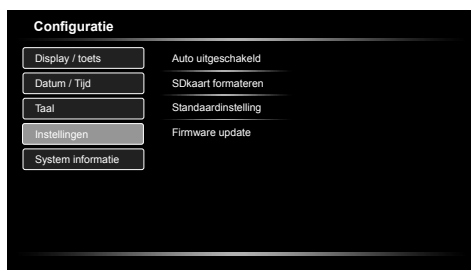 Configuratie
Display / toets
Auto uitgeschakeld
Datum / Tijd
SDkaart formateren
Taal
Standaardinstelling
Instellingen
Firmware update
System informatie